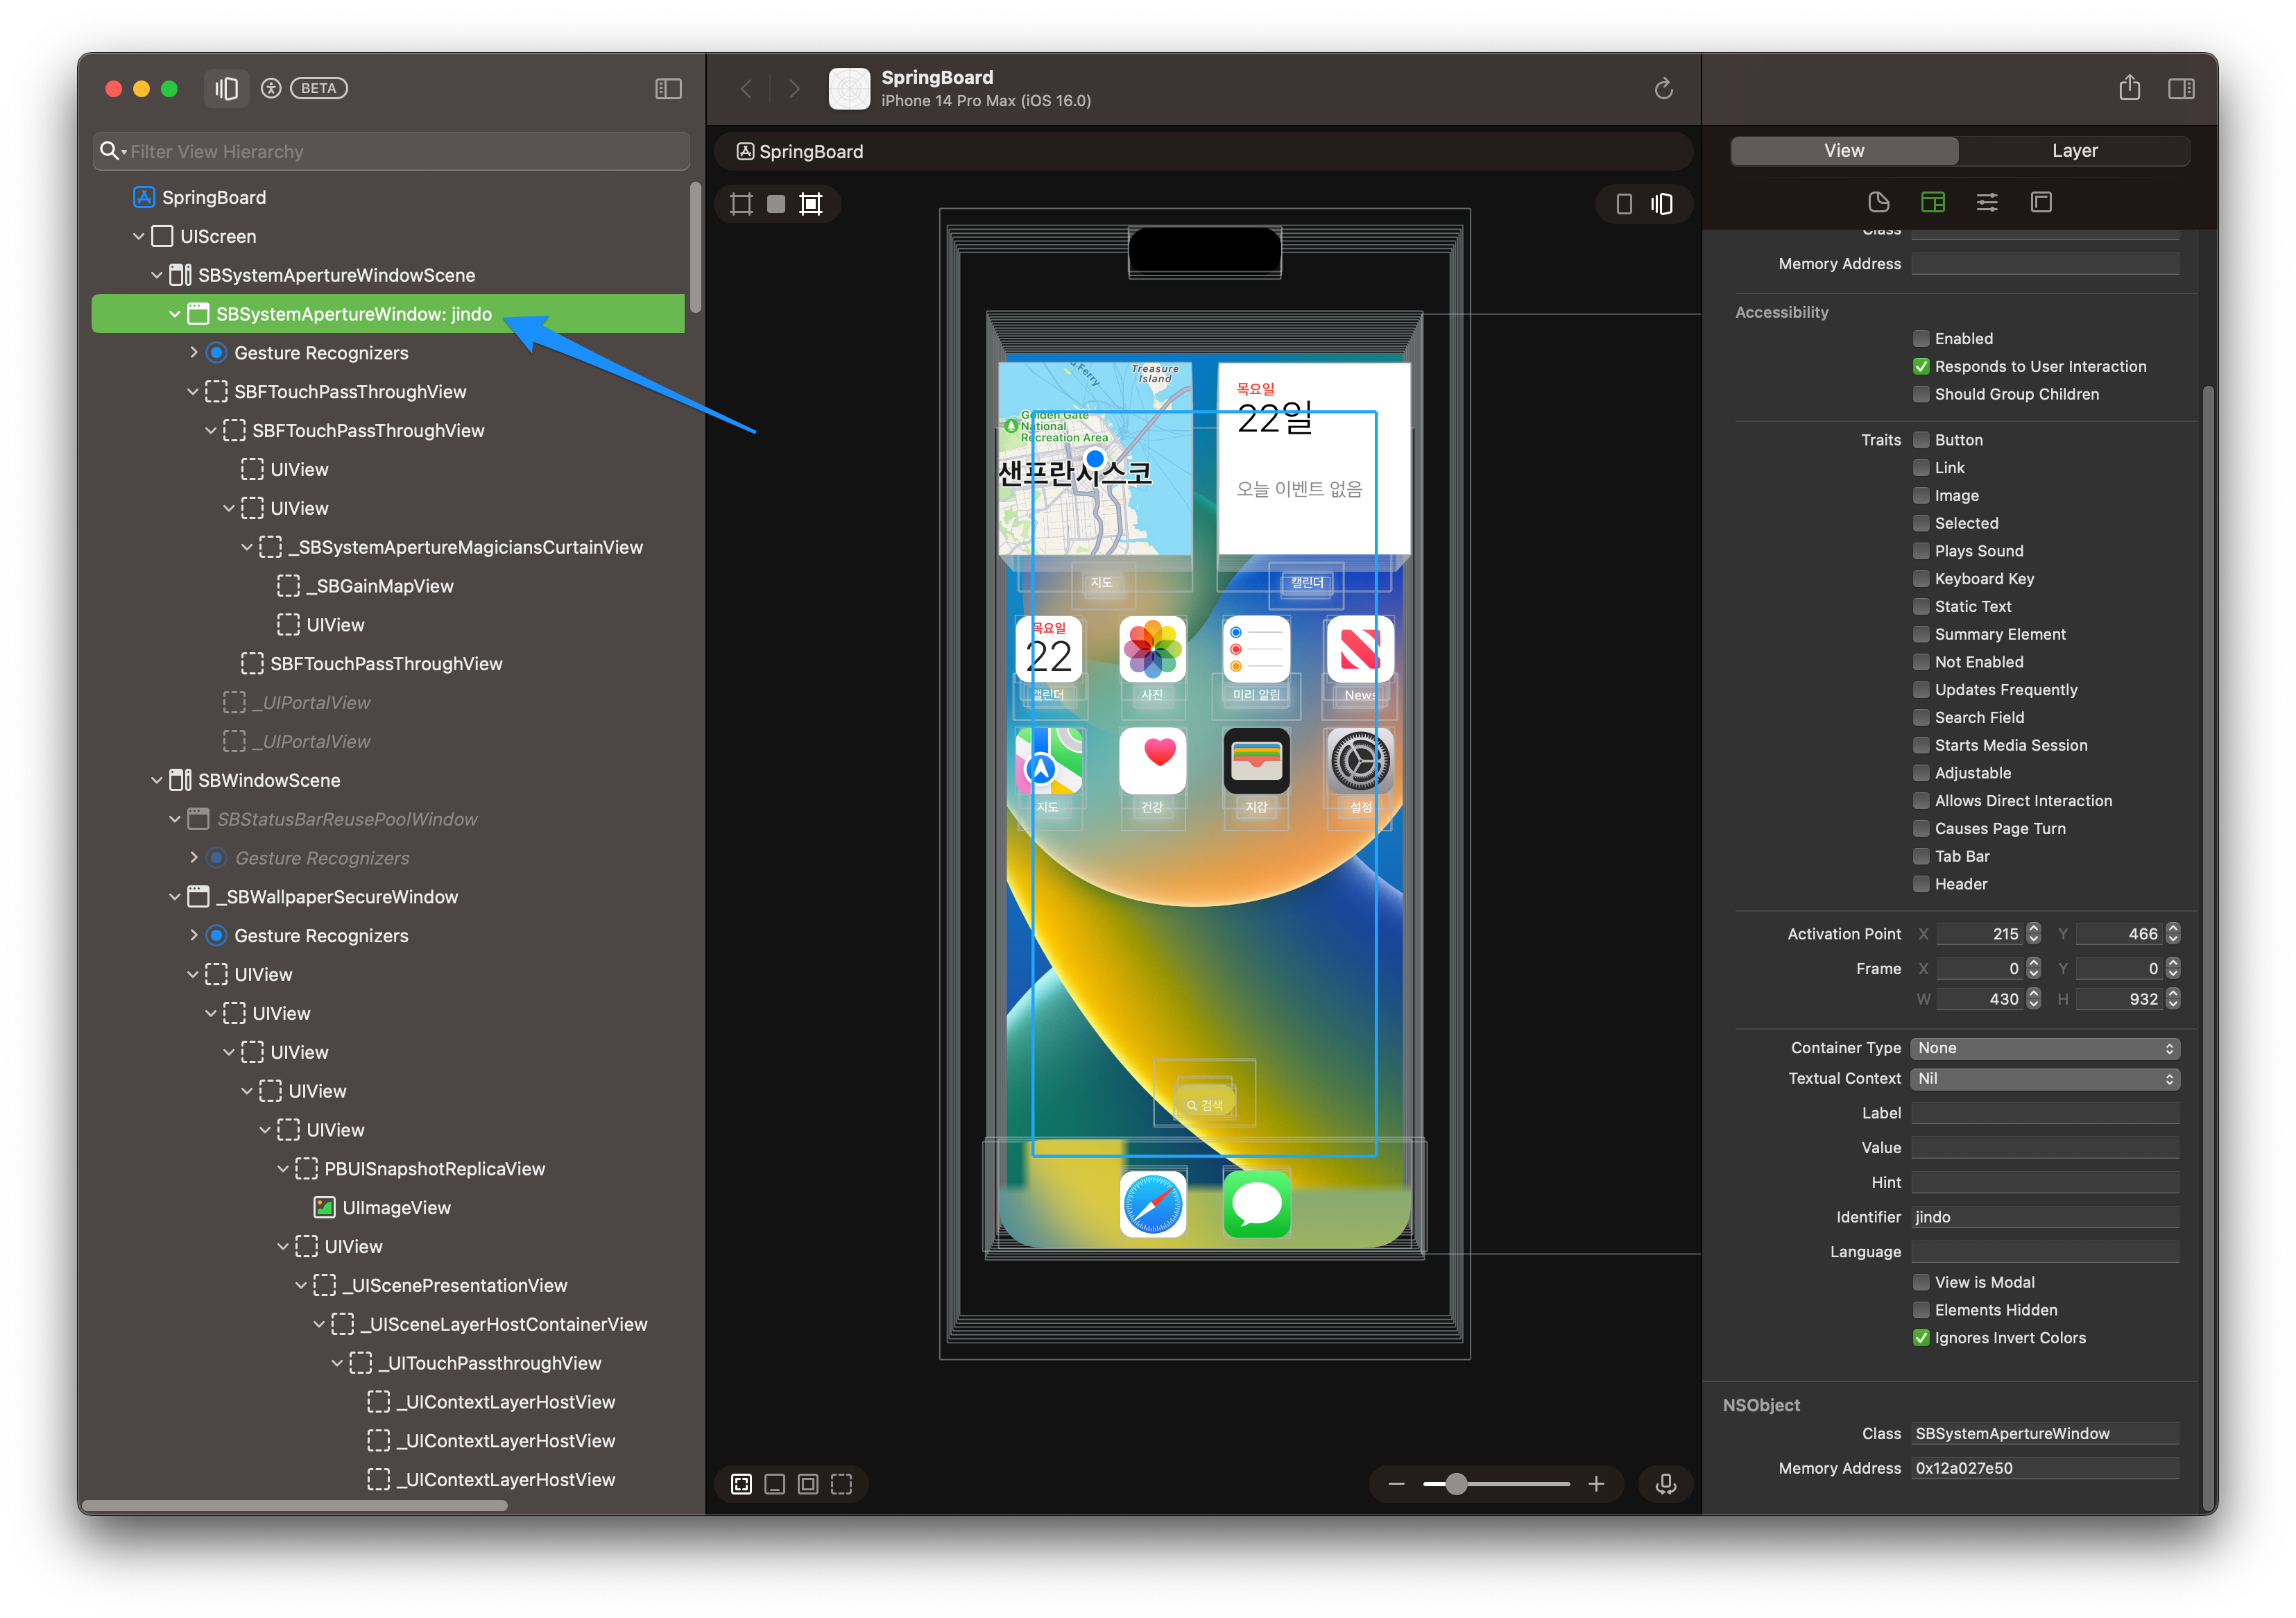 BETA
Filter View Hierarchy
SpringBoard
UIScreen
SBSystemApertureWindowScene
SBSystemApertureWindow: jindo
Gesture Recognizers
SBFTouchPassThroughView
SBFTouchPassThroughView
UIView
UIView
_SBSystemApertureMagiciansCurtainView
_SBGainMapView
UIView
SBFTouchPassThroughView
_UIPortalView
_UIPortalView
SBWindowScene
SBStatusBarReusePoolWindow
Gesture Recognizers
_SBWallpaperSecureWindow
Gesture Recognizers
UIView
UIView
UIView
UIView
UIView
PBUISnapshotReplicaView
UIImageView
UIView
_UIScenePresentationView
_UISceneLayerHostContainerView
_UITouchPassthroughView
_UIContextLayerHostView
_UIContextLayerHostView
_UIContextLayerHostView
SpringBoard
iPhone 14 Pro Max (iOS 16.0)
SpringBoard
Ferry
Treasure
Island
Golden Gate
National
Recreation Area
샌프란시스코
목요일
22일
오늘 이벤트 없음
지도
캘린더
목요일
22
캘린더
사진
미리 알림
News
지도
건강
지갑
설정
검색
View
Layer
Class
Memory Address
Accessibility
Enabled
Responds to User Interaction
Should Group Children
Traits
Button
Link
Image
Selected
Plays Sound
Keyboard Key
Static Text
Summary Element
Not Enabled
Updates Frequently
Search Field
Starts Media Session
Adjustable
Allows Direct Interaction
Causes Page Turn
Tab Bar
Header
Activation Point X 215 Y 466
Frame X 0 Y 0
W 430 H 932
Container Type None
Textual Context Nil
Label
Value
Hint
Identifier jindo
Language
View is Modal
Elements Hidden
Ignores Invert Colors
NSObject
Class SBSystemApertureWindow
Memory Address 0x12a027e50